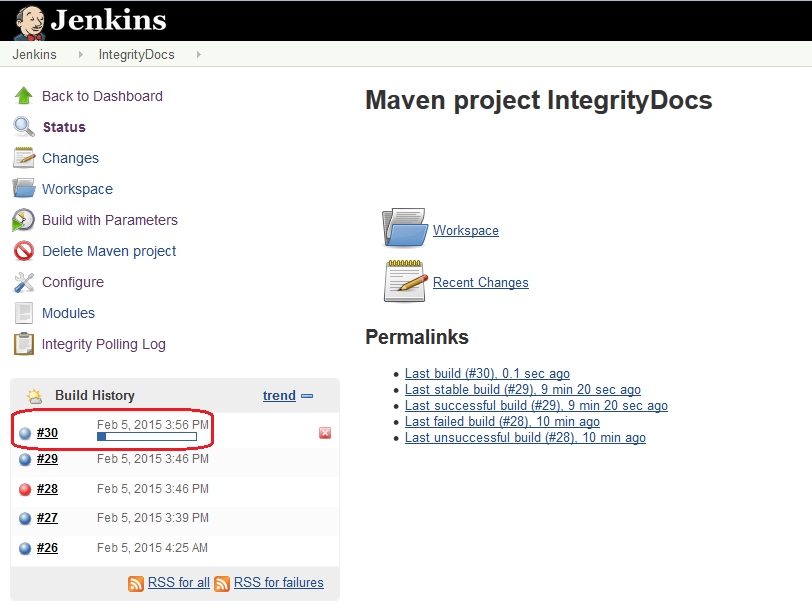 Jenkins
Jenkins IntegrityDocs
Back to Dashboard
Status
Changes
Workspace
Build with Parameters
Delete Maven project
Configure
Modules
Integrity Polling Log
Build History trend
#30 Feb 5, 2015 3:56 PM
#29 Feb 5, 2015 3:46 PM
#28 Feb 5, 2015 3:46 PM
#27 Feb 5, 2015 3:39 PM
#26 Feb 5, 2015 4:25 AM
RSS for all RSS for failures
Maven project IntegrityDocs
Workspace
Recent Changes
Permalinks
Last build (#30), 0.1 sec ago
Last stable build (#29), 9 min 20 sec ago
Last successful build (#29), 9 min 20 sec ago
Last failed build (#28), 10 min ago
Last unsuccessful build (#28), 10 min ago